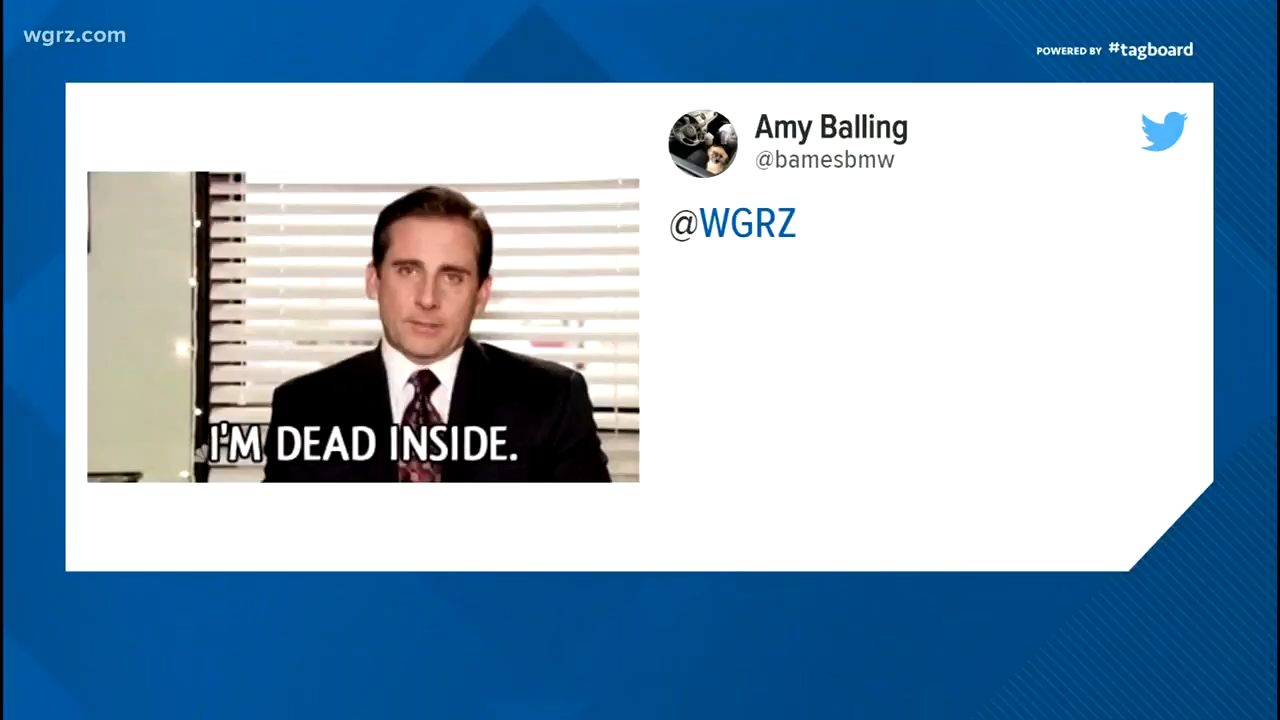 wgrz.com
POWERED BY #tagboard
Amy Balling
@bamesbmw
@WGRZ
I'M DEAD INSIDE.